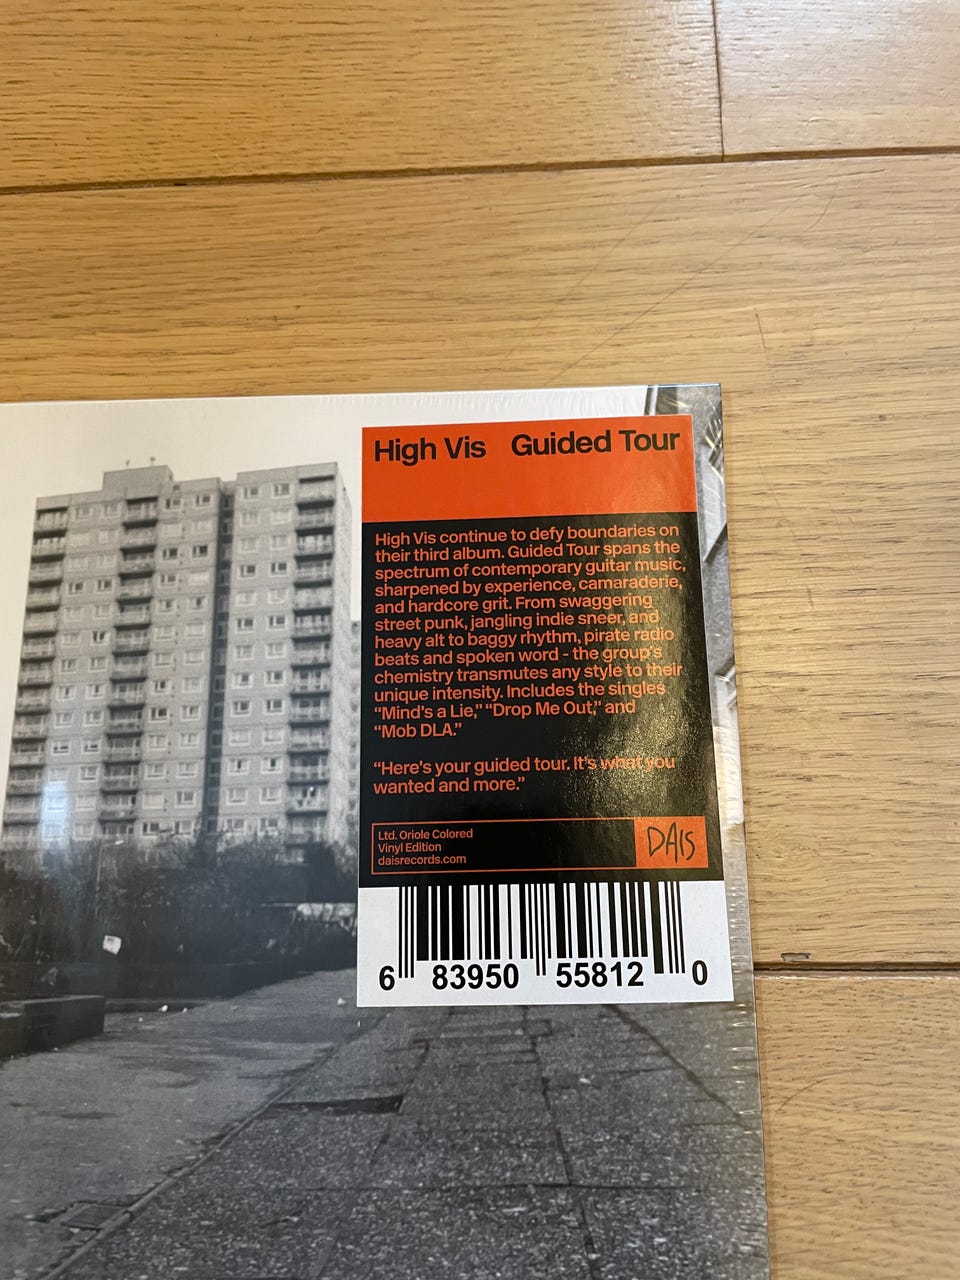 High Vis Guided Tour
High Vis continue to defy boundaries on
their third album. Guided Tour spans the
spectrum of contemporary guitar music,
sharpened by experience, camaraderie,
and hardcore grit. From swaggering
street punk, jangling indie sneer, and
heavy alt to baggy rhythm, pirate radio
beats and spoken word - the group's
chemistry transmutes any style to their
unique intensity. Includes the singles
“Mind's a Lie,” “Drop Me Out,” and
“Mob DLA.”
“Here's your guided tour. It's what you
wanted and more.”
Ltd. Oriole Colored
Vinyl Edition
daisrecords.com
DAIS
6 83950 55812 0